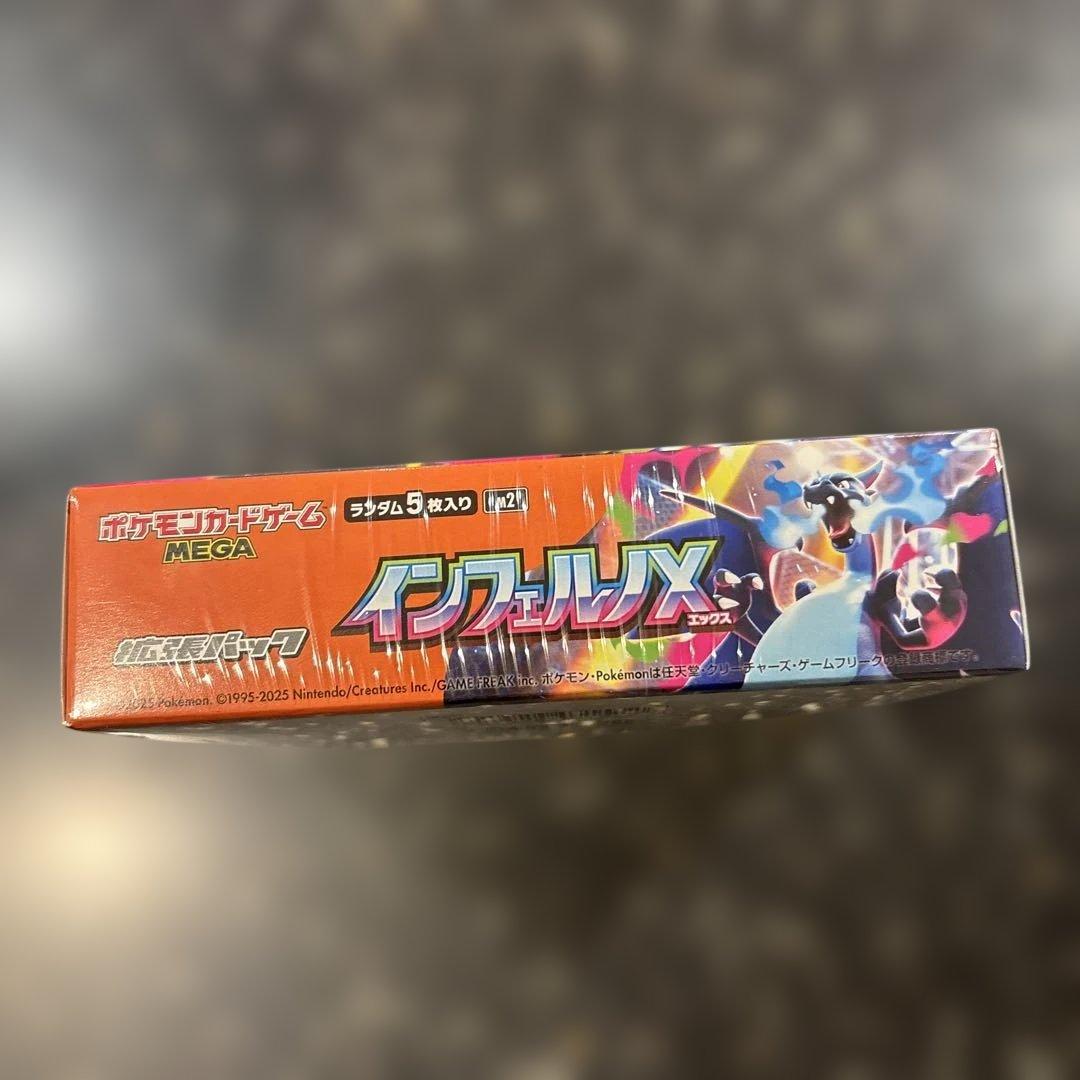 ポケモンカードゲーム
MEGA
ランダム5枚入り
m2
拡張パック
インフェルノX
エックス
©2025 Pokémon. ©1995-2025 Nintendo/Creatures Inc./GAME FREAK inc. ポケモン・Pokémonは任天堂・クリーチャーズ・ゲームフリークの登録商標です。